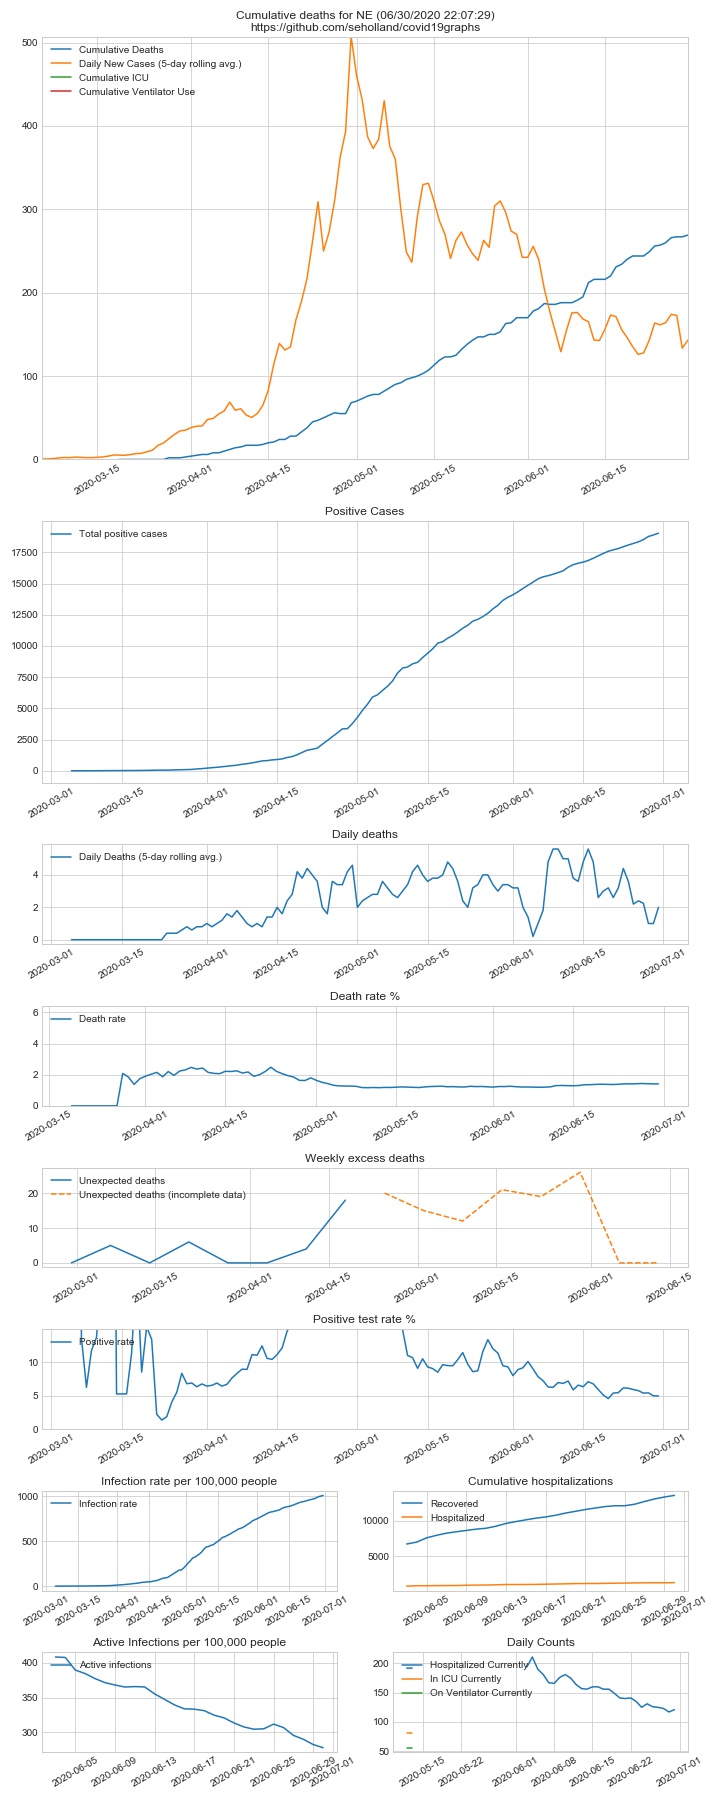 Cumulative deaths for NE (06/30/2020 22:07:29)
https://github.com/seholland/covid19graphs
Cumulative Deaths
Daily New Cases (5-day rolling avg.)
Cumulative ICU
Cumulative Ventilator Use
500
400
300
200
100
0
2020-03-15 2020-04-01 2020-04-15 2020-05-01 2020-05-15 2020-06-01 2020-06-15
Positive Cases
Total positive cases
17500
15000
12500
10000
7500
5000
2500
0
2020-03-01 2020-03-15 2020-04-01 2020-04-15 2020-05-01 2020-05-15 2020-06-01 2020-06-15 2020-07-01
Daily deaths
Daily Deaths (5-day rolling avg.)
4
2
0
2020-03-01 2020-03-15 2020-04-01 2020-04-15 2020-05-01 2020-05-15 2020-06-01 2020-06-15 2020-07-01
Death rate %
Death rate
6
4
2
0
2020-03-15 2020-04-01 2020-04-15 2020-05-01 2020-05-15 2020-06-01 2020-06-15 2020-07-01
Weekly excess deaths
Unexpected deaths
Unexpected deaths (incomplete data)
20
10
0
2020-03-01 2020-03-15 2020-04-01 2020-04-15 2020-05-01 2020-05-15 2020-06-01 2020-06-15
Positive test rate %
Positive rate
10
5
0
2020-03-01 2020-03-15 2020-04-01 2020-04-15 2020-05-01 2020-05-15 2020-06-01 2020-06-15 2020-07-01
Infection rate per 100,000 people
Infection rate
1000
500
0
2020-03-01 2020-03-15 2020-04-01 2020-04-15 2020-05-01 2020-05-15 2020-06-01 2020-06-15 2020-07-01
Cumulative hospitalizations
Recovered
Hospitalized
10000
5000
2020-06-05 2020-06-09 2020-06-13 2020-06-17 2020-06-21 2020-06-25 2020-06-29 2020-07-01
Active Infections per 100,000 people
Active infections
400
350
300
2020-06-05 2020-06-09 2020-06-13 2020-06-17 2020-06-21 2020-06-25 2020-06-29 2020-07-01
Daily Counts
Hospitalized Currently
In ICU Currently
On Ventilator Currently
200
150
100
50
2020-05-15 2020-05-22 2020-06-01 2020-06-08 2020-06-15 2020-06-22 2020-07-01